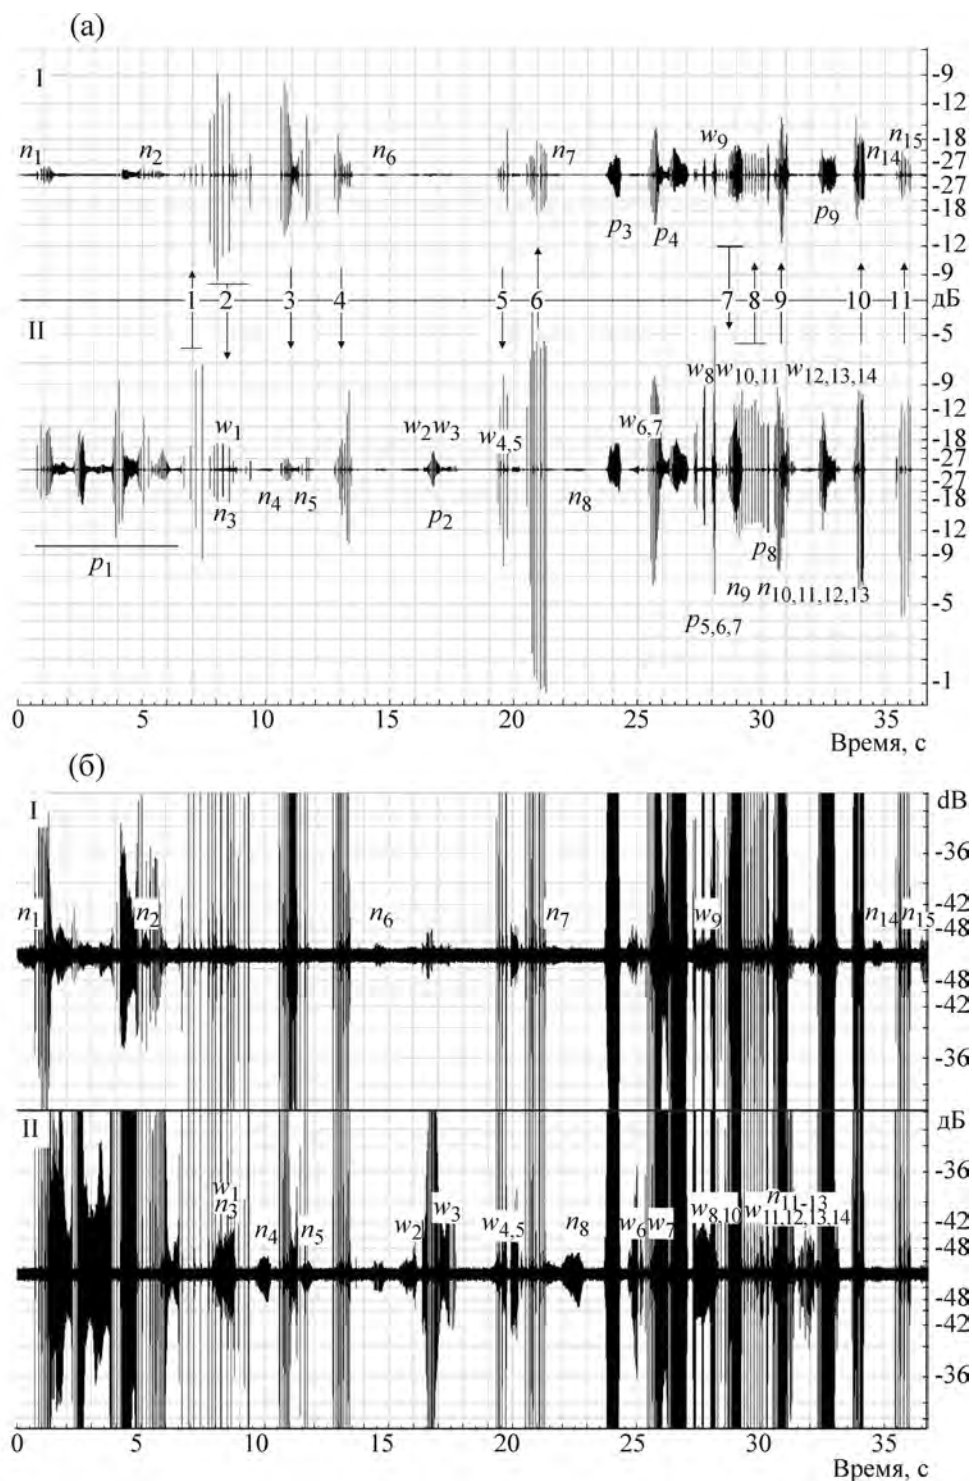 (а)
I
-9
-12
-18
-27
-27
-18
-12
-9
n1 n2 n6 n7 w9 n14 n15
p3 p4 p9
1 2 3 4 5 6 7 8 9 10 11 дБ
II
-5
-9
-12
-18
-27
-27
-18
-12
-9
-5
-1
w8 w10,11 w12,13,14
w1 w2 w3 w4,5 w6,7
n3 n4 n5 p2 n8
p1 p8
n9 n10,11,12,13
p5,6,7
0 5 10 15 20 25 30 35
Время, с
(б)
I
dB
-36
-42
-48
-48
-42
-36
n1 n2 n6 n7 w9 n14 n15
II
дБ
-36
-42
-48
-48
-42
-36
w1 n11-13
n3 w3 w8,10 w11,12,13,14
n4 n5 w2 w4,5 n8 w6 w7
0 5 10 15 20 25 30 35
Время, с